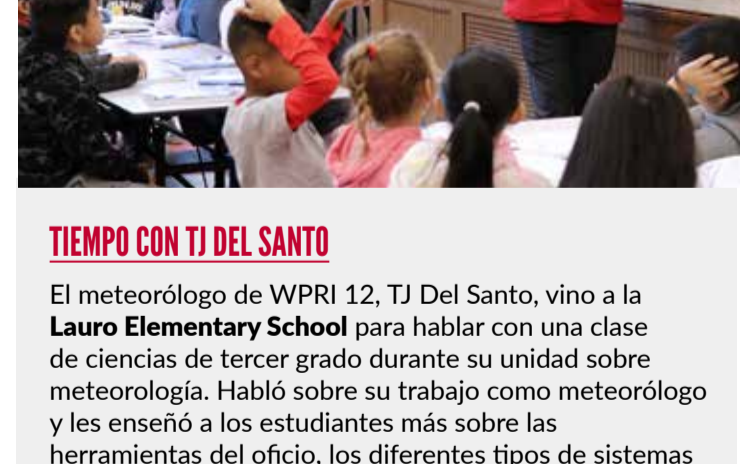 TIEMPO CON TJ DEL SANTO
El meteorólogo de WPRI 12, TJ Del Santo, vino a la
Lauro Elementary School para hablar con una clase
de ciencias de tercer grado durante su unidad sobre
meteorología. Habló sobre su trabajo como meteorólogo
y les enseñó a los estudiantes más sobre las
herramientas del oficio, los diferentes tipos de sistemas